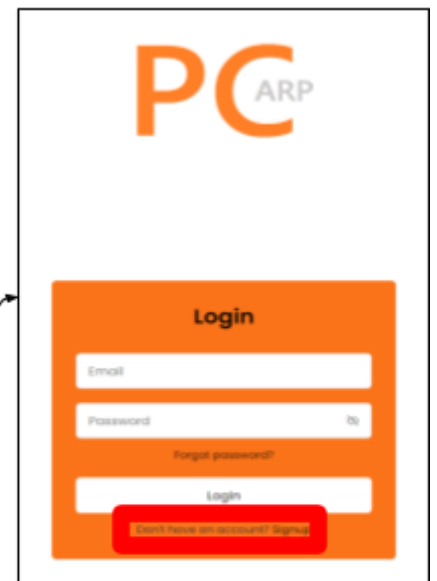 PC ARP
Login
Email
Password
Forgot password?
Login
Don't have an account? Signup